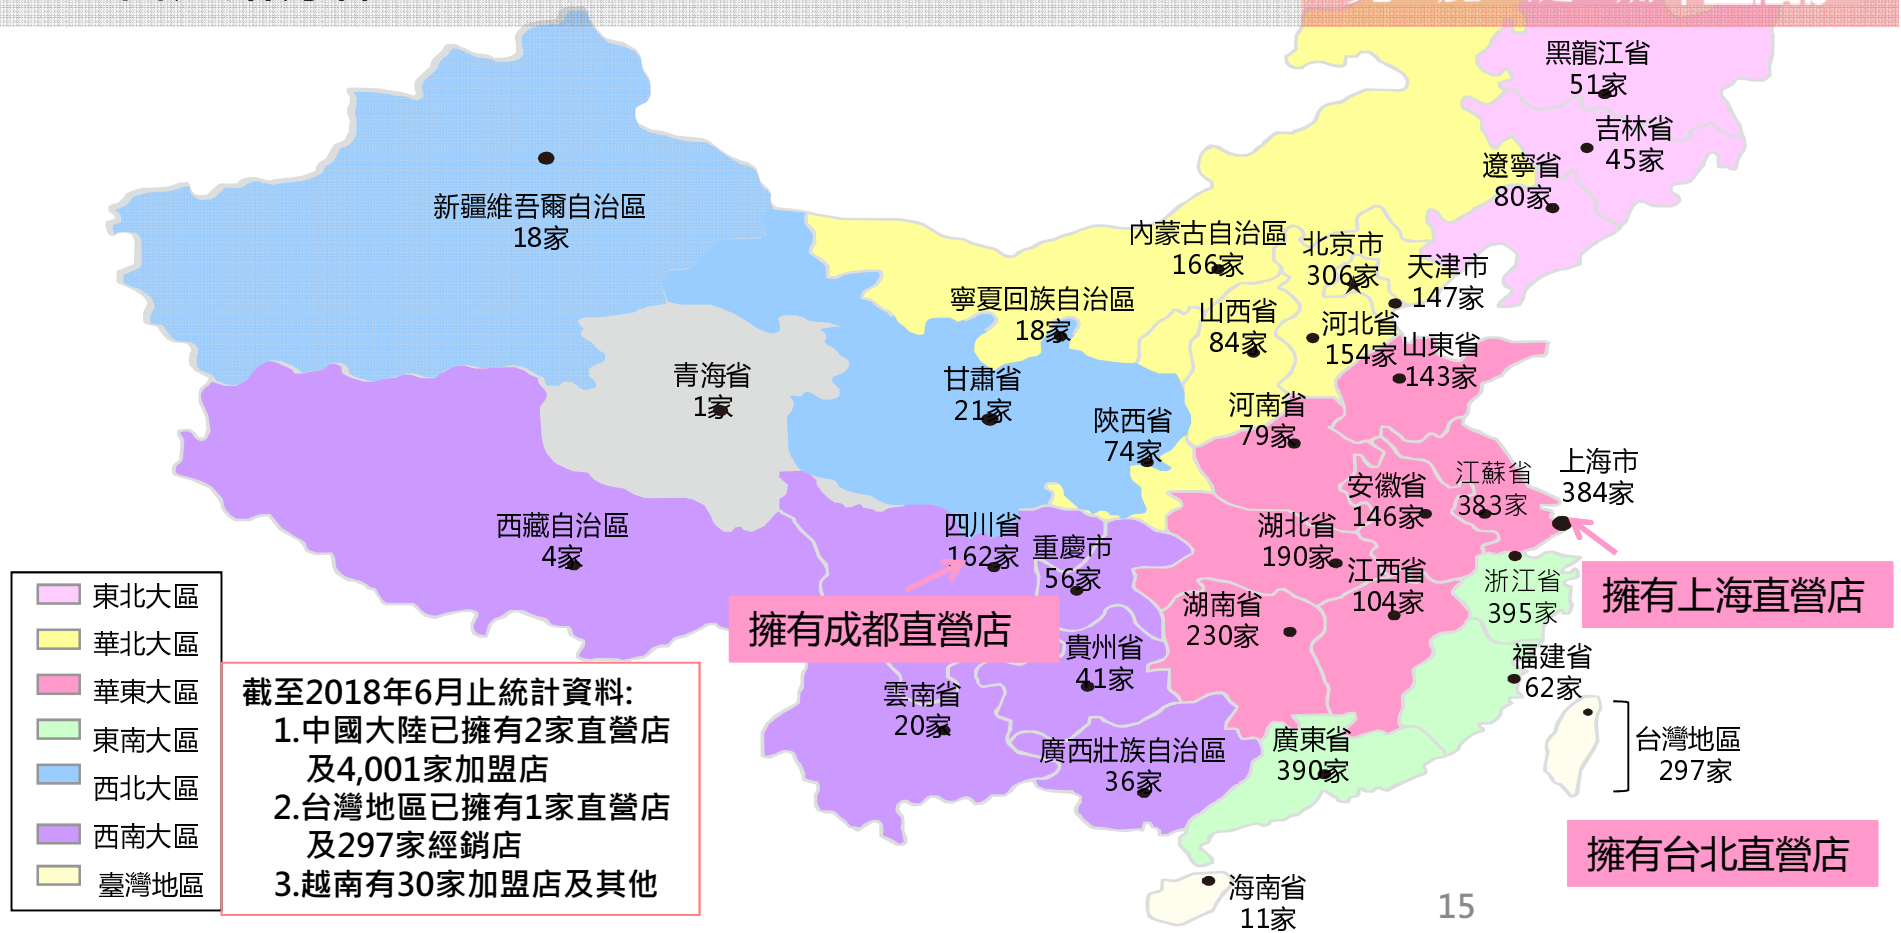 黑龍江省
51家
吉林省
45家
遼寧省
80家
新疆維吾爾自治區
18家
內蒙古自治區
166家
北京市
306家
天津市
147家
寧夏回族自治區
18家
山西省
84家
河北省
154家
山東省
143家
青海省
1家
甘肅省
21家
陝西省
74家
河南省
79家
安徽省
146家
江蘇省
383家
上海市
384家
西藏自治區
4家
四川省
162家
重慶市
56家
湖北省
190家
江西省
104家
浙江省
395家
擁有上海直營店
擁有成都直營店
湖南省
230家
貴州省
41家
福建省
62家
雲南省
20家
廣西壯族自治區
36家
廣東省
390家
台灣地區
297家
擁有台北直營店
海南省
11家
東北大區
華北大區
華東大區
東南大區
西北大區
西南大區
臺灣地區
截至2018年6月止統計資料:
1.中國大陸已擁有2家直營店
及4,001家加盟店
2.台灣地區已擁有1家直營店
及297家經銷店
3.越南有30家加盟店及其他
15